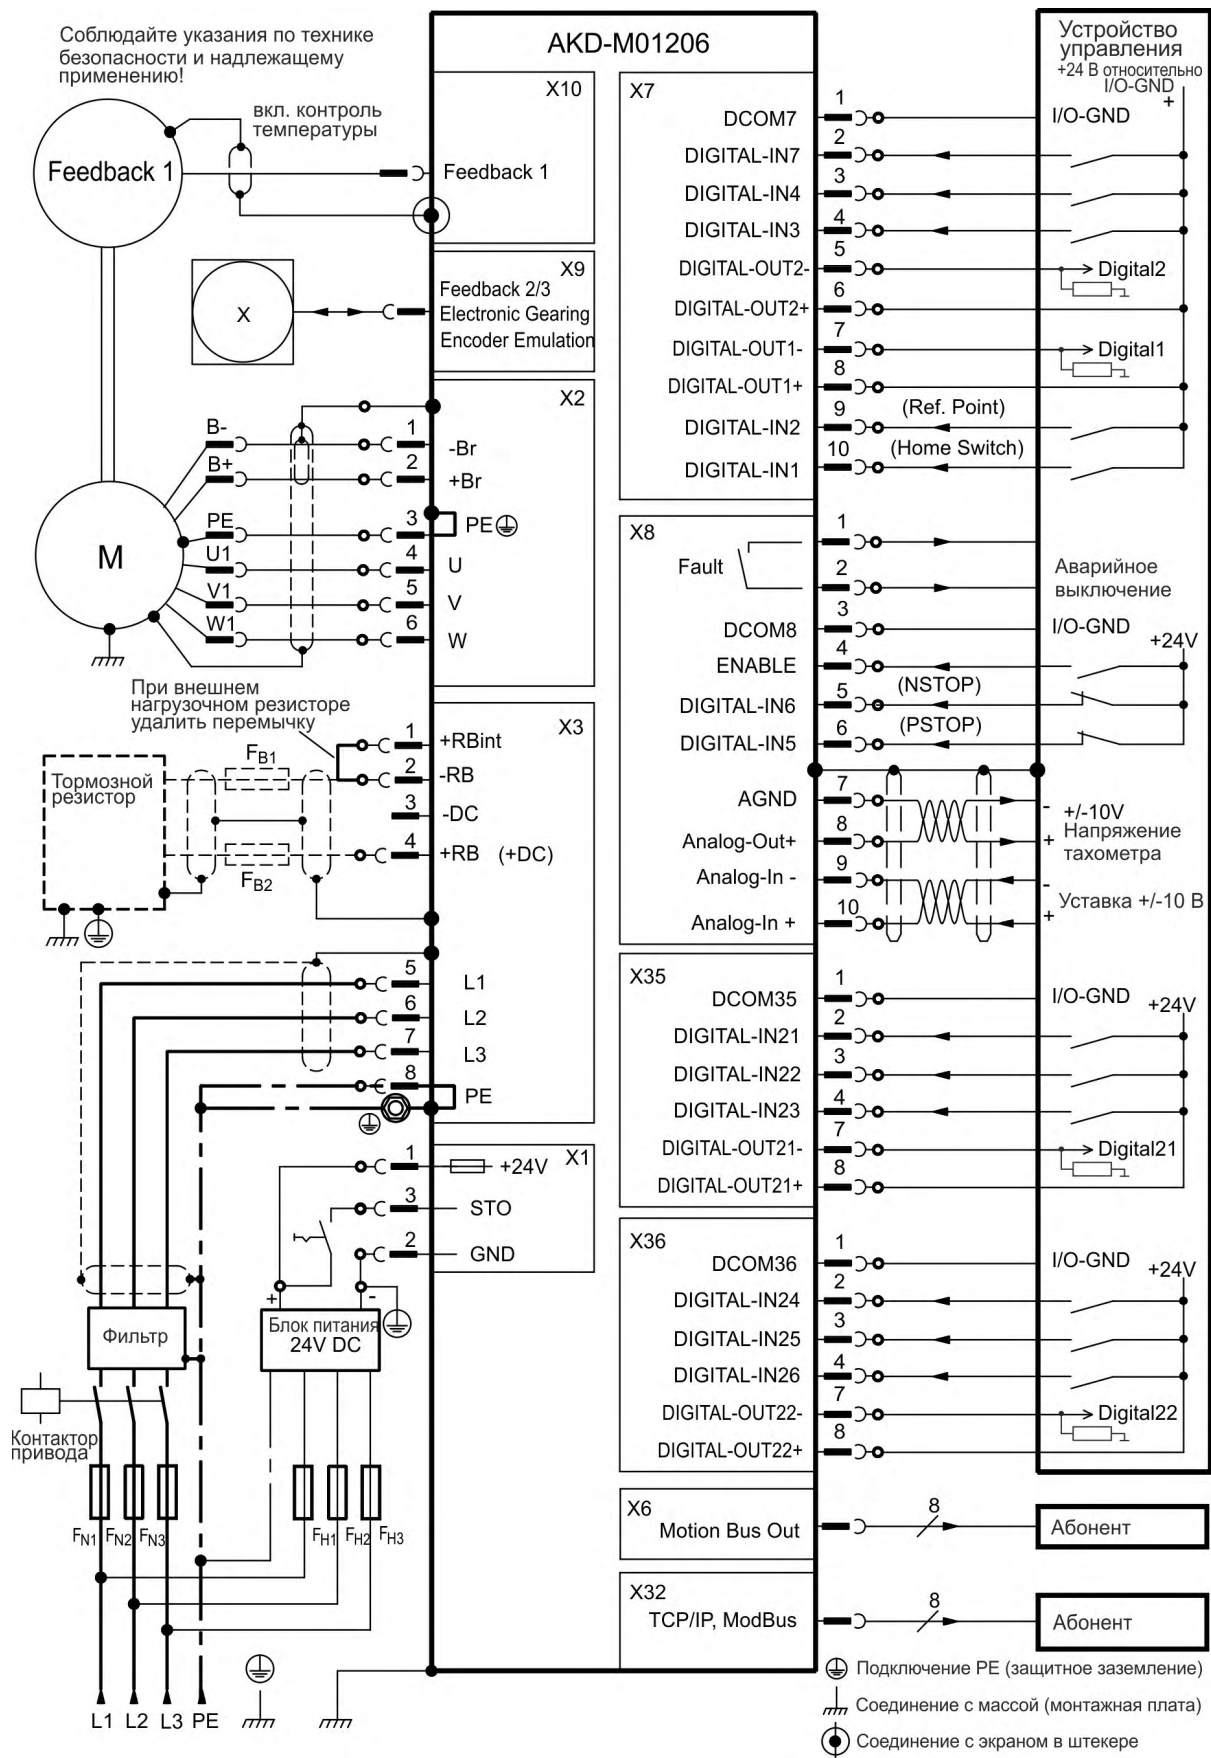 Соблюдайте указания по технике
безопасности и надлежащему
применению!
AKD-M01206
Устройство
управления
+24 В относительно
I/O-GND
+
Feedback 1
вкл. контроль
температуры
X10
Feedback 1
X
X9
Feedback 2/3
Electronic Gearing
Encoder Emulation
X2
B-
1
-Br
B+
2
+Br
PE
3
PE
M
U1
4
U
V1
5
V
W1
6
W
При внешнем
нагрузочном резисторе
удалить перемычку
X3
1
+RBint
FB1
2
-RB
Тормозной
резистор
3
-DC
4
+RB (+DC)
FB2
5
L1
6
L2
7
L3
8
PE
X1
1
+24V
3
STO
2
GND
+
-
Блок питания
24V DC
Фильтр
Контактор
привода
FN1
FN2
FN3
FH1
FH2
FH3
L1
L2
L3
PE
X7
DCOM7
1
I/O-GND
DIGITAL-IN7
2
DIGITAL-IN4
3
DIGITAL-IN3
4
DIGITAL-OUT2-
5
Digital2
DIGITAL-OUT2+
6
DIGITAL-OUT1-
7
Digital1
DIGITAL-OUT1+
8
DIGITAL-IN2
9
(Ref. Point)
DIGITAL-IN1
10
(Home Switch)
X8
Fault
1
2
Аварийное
выключение
DCOM8
3
I/O-GND
+24V
ENABLE
4
DIGITAL-IN6
5
(NSTOP)
DIGITAL-IN5
6
(PSTOP)
AGND
7
-
+/-10V
Analog-Out+
8
+
Напряжение
тахометра
Analog-In -
9
-
Уставка +/-10 В
Analog-In +
10
+
X35
DCOM35
1
I/O-GND
+24V
DIGITAL-IN21
2
DIGITAL-IN22
3
DIGITAL-IN23
4
DIGITAL-OUT21-
7
Digital21
DIGITAL-OUT21+
8
X36
DCOM36
1
I/O-GND
+24V
DIGITAL-IN24
2
DIGITAL-IN25
3
DIGITAL-IN26
4
DIGITAL-OUT22-
7
Digital22
DIGITAL-OUT22+
8
X6
Motion Bus Out
8
Абонент
X32
TCP/IP, ModBus
8
Абонент
Подключение PE (защитное заземление)
Соединение с массой (монтажная плата)
Соединение с экраном в штекере